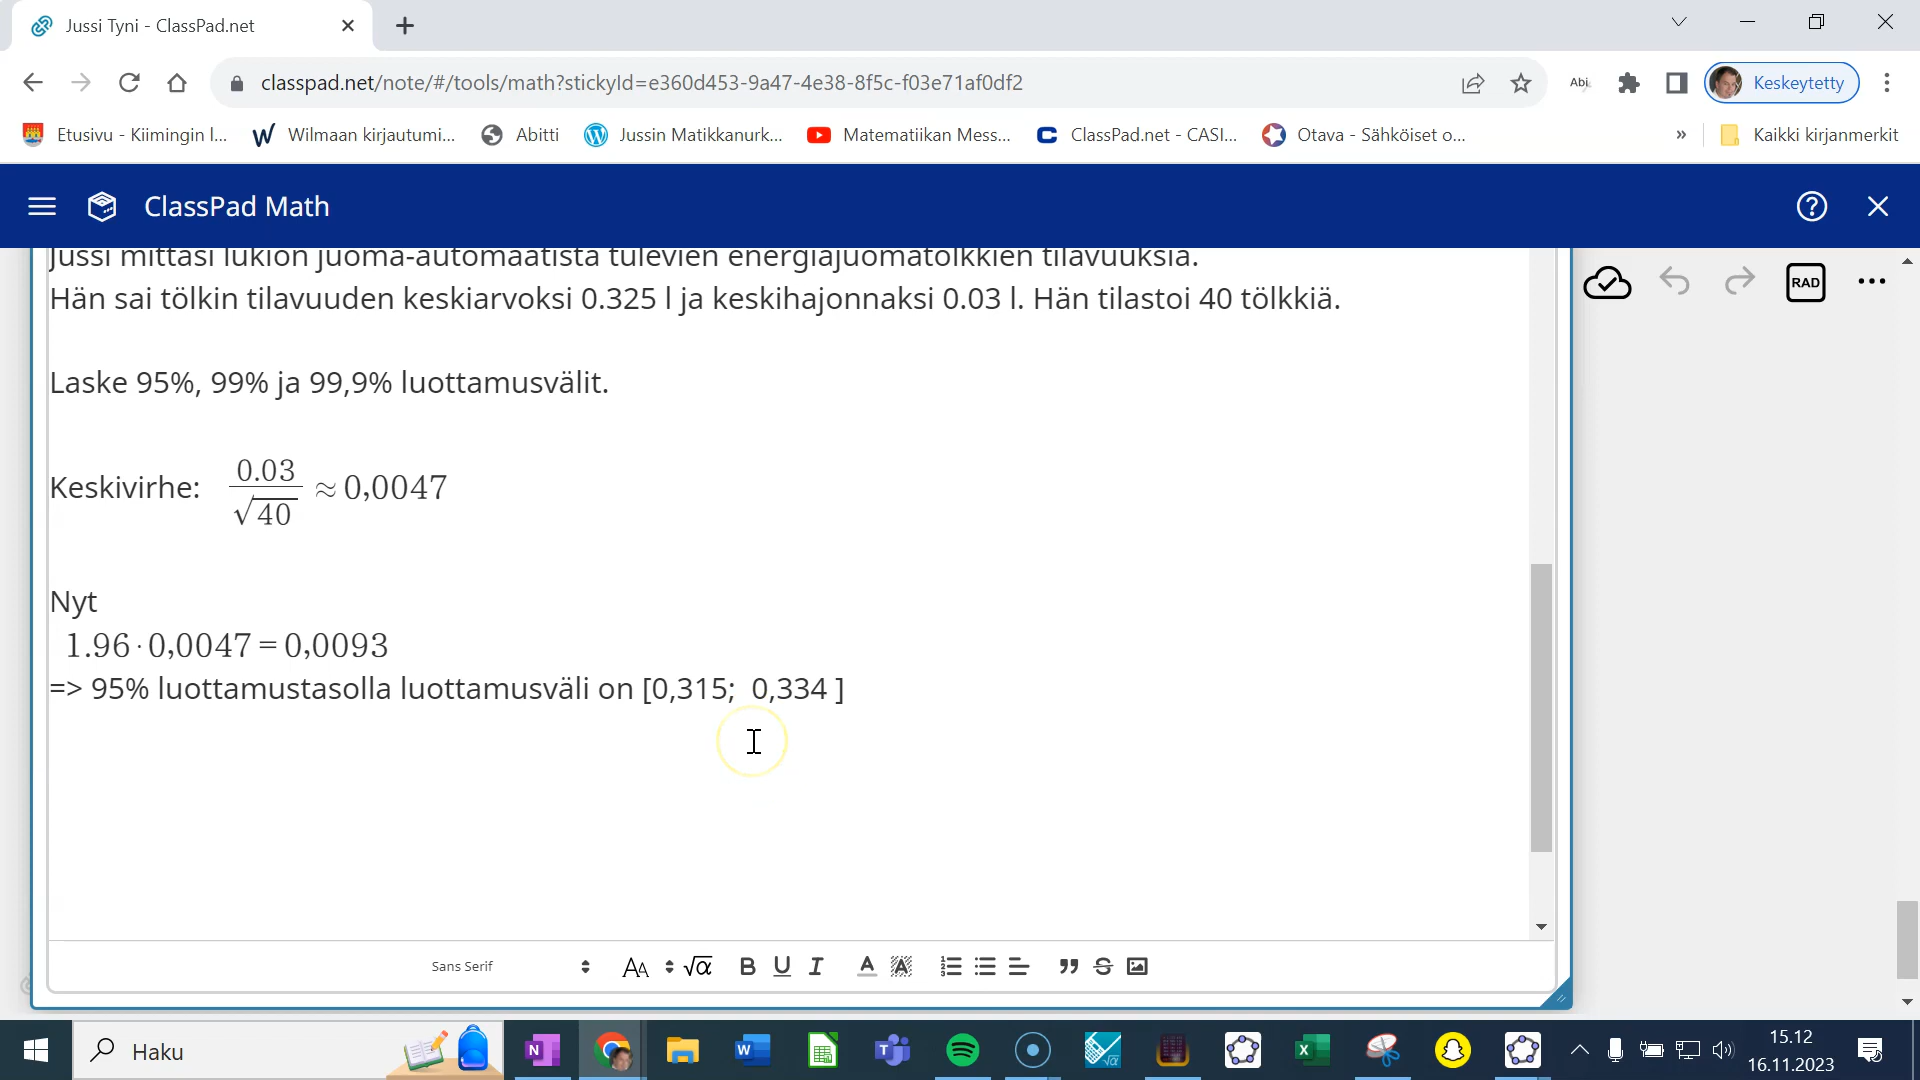 Jussi Tyni - ClassPad.net
classpad.net/note/#/tools/math?stickyId=e360d453-9a47-4e38-8f5c-f03e71af0df2
Abi
Keskeytetty
Etusivu - Kiimingin l...
Wilmaan kirjautumi...
Abitti
Jussin Matikkanurk...
Matematiikan Mess...
ClassPad.net - CASI...
Otava - Sähköiset o...
»
Kaikki kirjanmerkit
ClassPad Math
Jussi mittasi lukion juoma-automaatista tulevien energiajuomatölkkien tilavuuksia.
Hän sai tölkin tilavuuden keskiarvoksi 0.325 l ja keskihajonnaksi 0.03 l. Hän tilastoi 40 tölkkiä.
RAD
Laske 95%, 99% ja 99,9% luottamusvälit.
Keskivirhe: 0.03/√40 ≈ 0,0047
Nyt
1.96 · 0,0047 = 0,0093
=> 95% luottamustasolla luottamusväli on [0,315;  0,334 ]
Sans Serif
Haku
15.12
16.11.2023